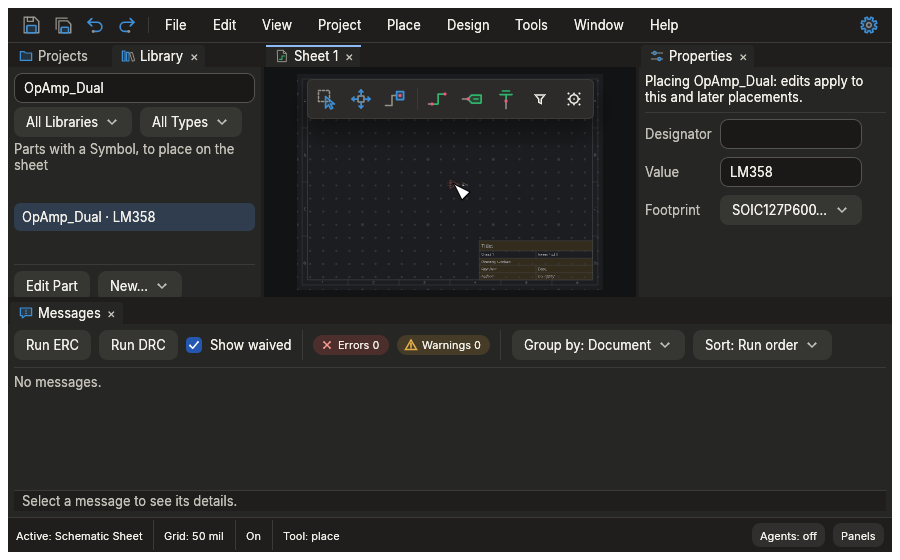 File Edit View Project Place Design Tools Window Help
Projects Library × Sheet 1 × Properties ×
OpAmp_Dual
All Libraries All Types
Parts with a Symbol, to place on the
sheet
OpAmp_Dual · LM358
Edit Part New...
Title:
Placing OpAmp_Dual: edits apply to
this and later placements.
Designator
Value LM358
Footprint SOIC127P600...
Messages ×
Run ERC Run DRC Show waived Errors 0 Warnings 0 Group by: Document Sort: Run order
No messages.
Select a message to see its details.
Active: Schematic Sheet Grid: 50 mil On Tool: place Agents: off Panels